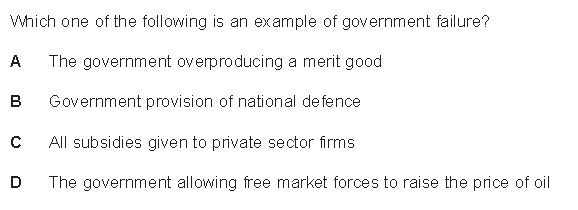 Which one of the following is an example of government failure?
A The government overproducing a merit good
B Government provision of national defence
C All subsidies given to private sector firms
D The government allowing free market forces to raise the price of oil